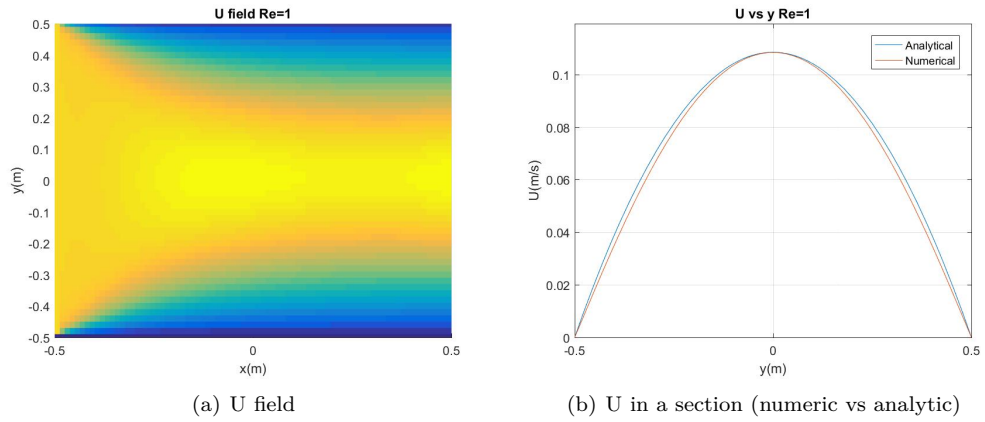 U field Re=1
0.5
0.4
0.3
0.2
0.1
0
-0.1
-0.2
-0.3
-0.4
-0.5
y(m)
-0.5 0 0.5
x(m)
(a) U field
U vs y Re=1
Analytical
Numerical
0.1
0.08
0.06
0.04
0.02
0
U(m/s)
-0.5 0 0.5
y(m)
(b) U in a section (numeric vs analytic)